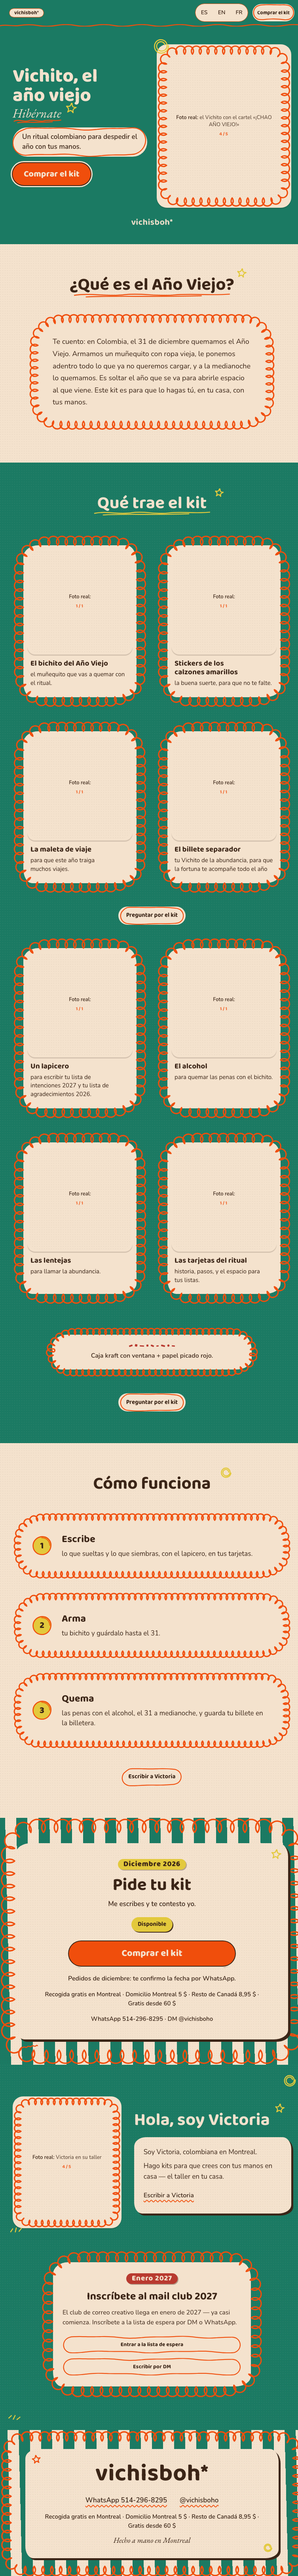 vichisboh*
ES EN FR
Comprar el kit
Vichito, el
año viejo
Hibérnate
Un ritual colombiano para despedir el
año con tus manos.
Comprar el kit
Foto real: el Vichito con el cartel «¡CHAO
AÑO VIEJO!»
4 / 5
vichisboh*
¿Qué es el Año Viejo?
Te cuento: en Colombia, el 31 de diciembre quemamos el Año
Viejo. Armamos un muñequito con ropa vieja, le ponemos
adentro todo lo que ya no queremos cargar, y a la medianoche
lo quemamos. Es soltar el año que se va para abrirle espacio
al que viene. Este kit es para que lo hagas tú, en tu casa, con
tus manos.
Qué trae el kit
Foto real:
1 / 1
El bichito del Año Viejo
el muñequito que vas a quemar con
el ritual.
Foto real:
1 / 1
Stickers de los
calzones amarillos
la buena suerte, para que no te falte.
Foto real:
1 / 1
La maleta de viaje
para que este año traiga
muchos viajes.
Foto real:
1 / 1
El billete separador
tu Vichito de la abundancia, para que
la fortuna te acompañe todo el año
Preguntar por el kit
Foto real:
1 / 1
Un lapicero
para escribir tu lista de
intenciones 2027 y tu lista de
agradecimientos 2026.
Foto real:
1 / 1
El alcohol
para quemar las penas con el bichito.
Foto real:
1 / 1
Las lentejas
para llamar la abundancia.
Foto real:
1 / 1
Las tarjetas del ritual
historia, pasos, y el espacio para
tus listas.
Caja kraft con ventana + papel picado rojo.
Preguntar por el kit
Cómo funciona
1
Escribe
lo que sueltas y lo que siembras, con el lapicero, en tus tarjetas.
2
Arma
tu bichito y guárdalo hasta el 31.
3
Quema
las penas con el alcohol, el 31 a medianoche, y guarda tu billete en
la billetera.
Escribir a Victoria
Diciembre 2026
Pide tu kit
Me escribes y te contesto yo.
Disponible
Comprar el kit
Pedidos de diciembre: te confirmo la fecha por WhatsApp.
Recogida gratis en Montreal · Domicilio Montreal 5 $ · Resto de Canadá 8,95 $ ·
Gratis desde 60 $
WhatsApp 514-296-8295 · DM @vichisboho
Foto real: Victoria en su taller
4 / 5
Hola, soy Victoria
Soy Victoria, colombiana en Montreal.
Hago kits para que crees con tus manos en
casa — el taller en tu casa.
Escribir a Victoria
Enero 2027
Inscríbete al mail club 2027
El club de correo creativo llega en enero de 2027 — ya casi
comienza. Inscríbete a la lista de espera por DM o WhatsApp.
Entrar a la lista de espera
Escribir por DM
vichisboh*
WhatsApp 514-296-8295 @vichisboho
Recogida gratis en Montreal · Domicilio Montreal 5 $ · Resto de Canadá 8,95 $ ·
Gratis desde 60 $
Hecho a mano en Montreal